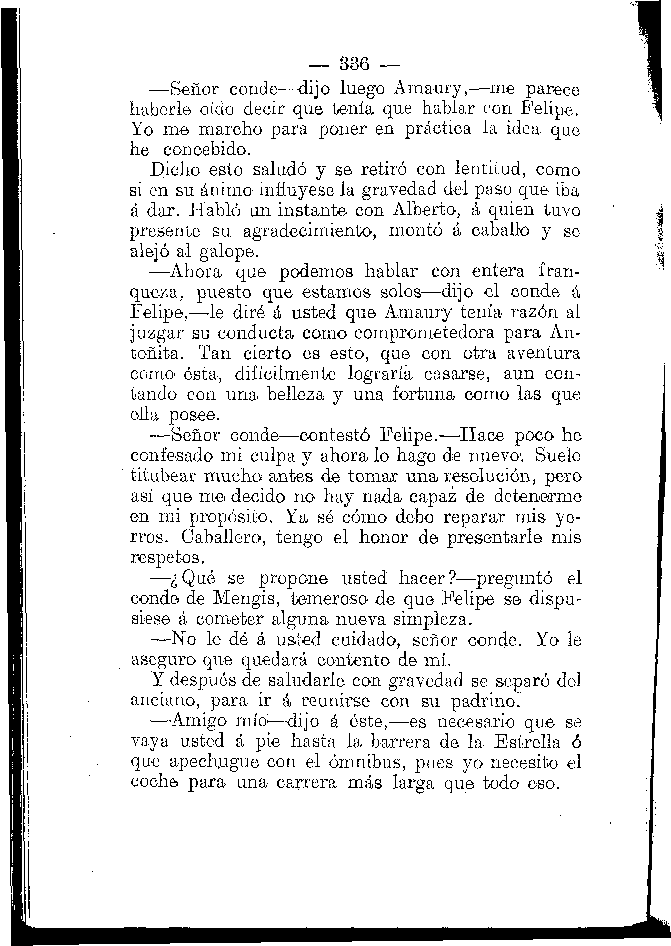 — 336 —
—Señor conde—dijo luego Amaury,—me parece
haberle oído decir que tenía que hablar con Felipe.
Yo me marcho para poner en práctica la idea que
he concebido.
Dicho esto saludó y se retiró con lentitud, como
si en su ánimo influyese la gravedad del paso que iba
á dar. Habló un instante con Alberto, á quien tuvo
presente su agradecimiento, montó á caballo y se
alejó al galope.
—Ahora que podemos hablar con entera fran-
queza, puesto que estamos solos—dijo el conde á
Felipe,—le diré á usted que Amaury tenía razón al
juzgar su conducta como comprometedora para An-
toñita. Tan cierto es esto, que con otra aventura
como ésta, difícilmente lograría casarse, aun con-
tando con una belleza y una fortuna como las que
ella posee.
—Señor conde—contestó Felipe.—Hace poco he
confesado mi culpa y ahora lo hago de nuevo. Suelo
titubear mucho antes de tomar una resolución, pero
así que me decido no hay nada capaz de detenerme
en mi propósito. Ya sé cómo debo reparar mis ye-
rros. Caballero, tengo el honor de presentarle mis
respetos.
—¿Qué se propone usted hacer?—preguntó el
conde de Mengis, temeroso de que Felipe se dispu-
siese á cometer alguna nueva simpleza.
—No le dé á usted cuidado, señor conde. Yo le
aseguro que quedará contento de mí.
Y después de saludarle con gravedad se separó del
anciano, para ir á reunirse con su padrino.
—Amigo mío—dijo á éste,—es necesario que se
vaya usted á pie hasta la barrera de la Estrella ó
que apechugue con el ómnibus, pues yo necesito el
coche para una carrera más larga que todo eso.